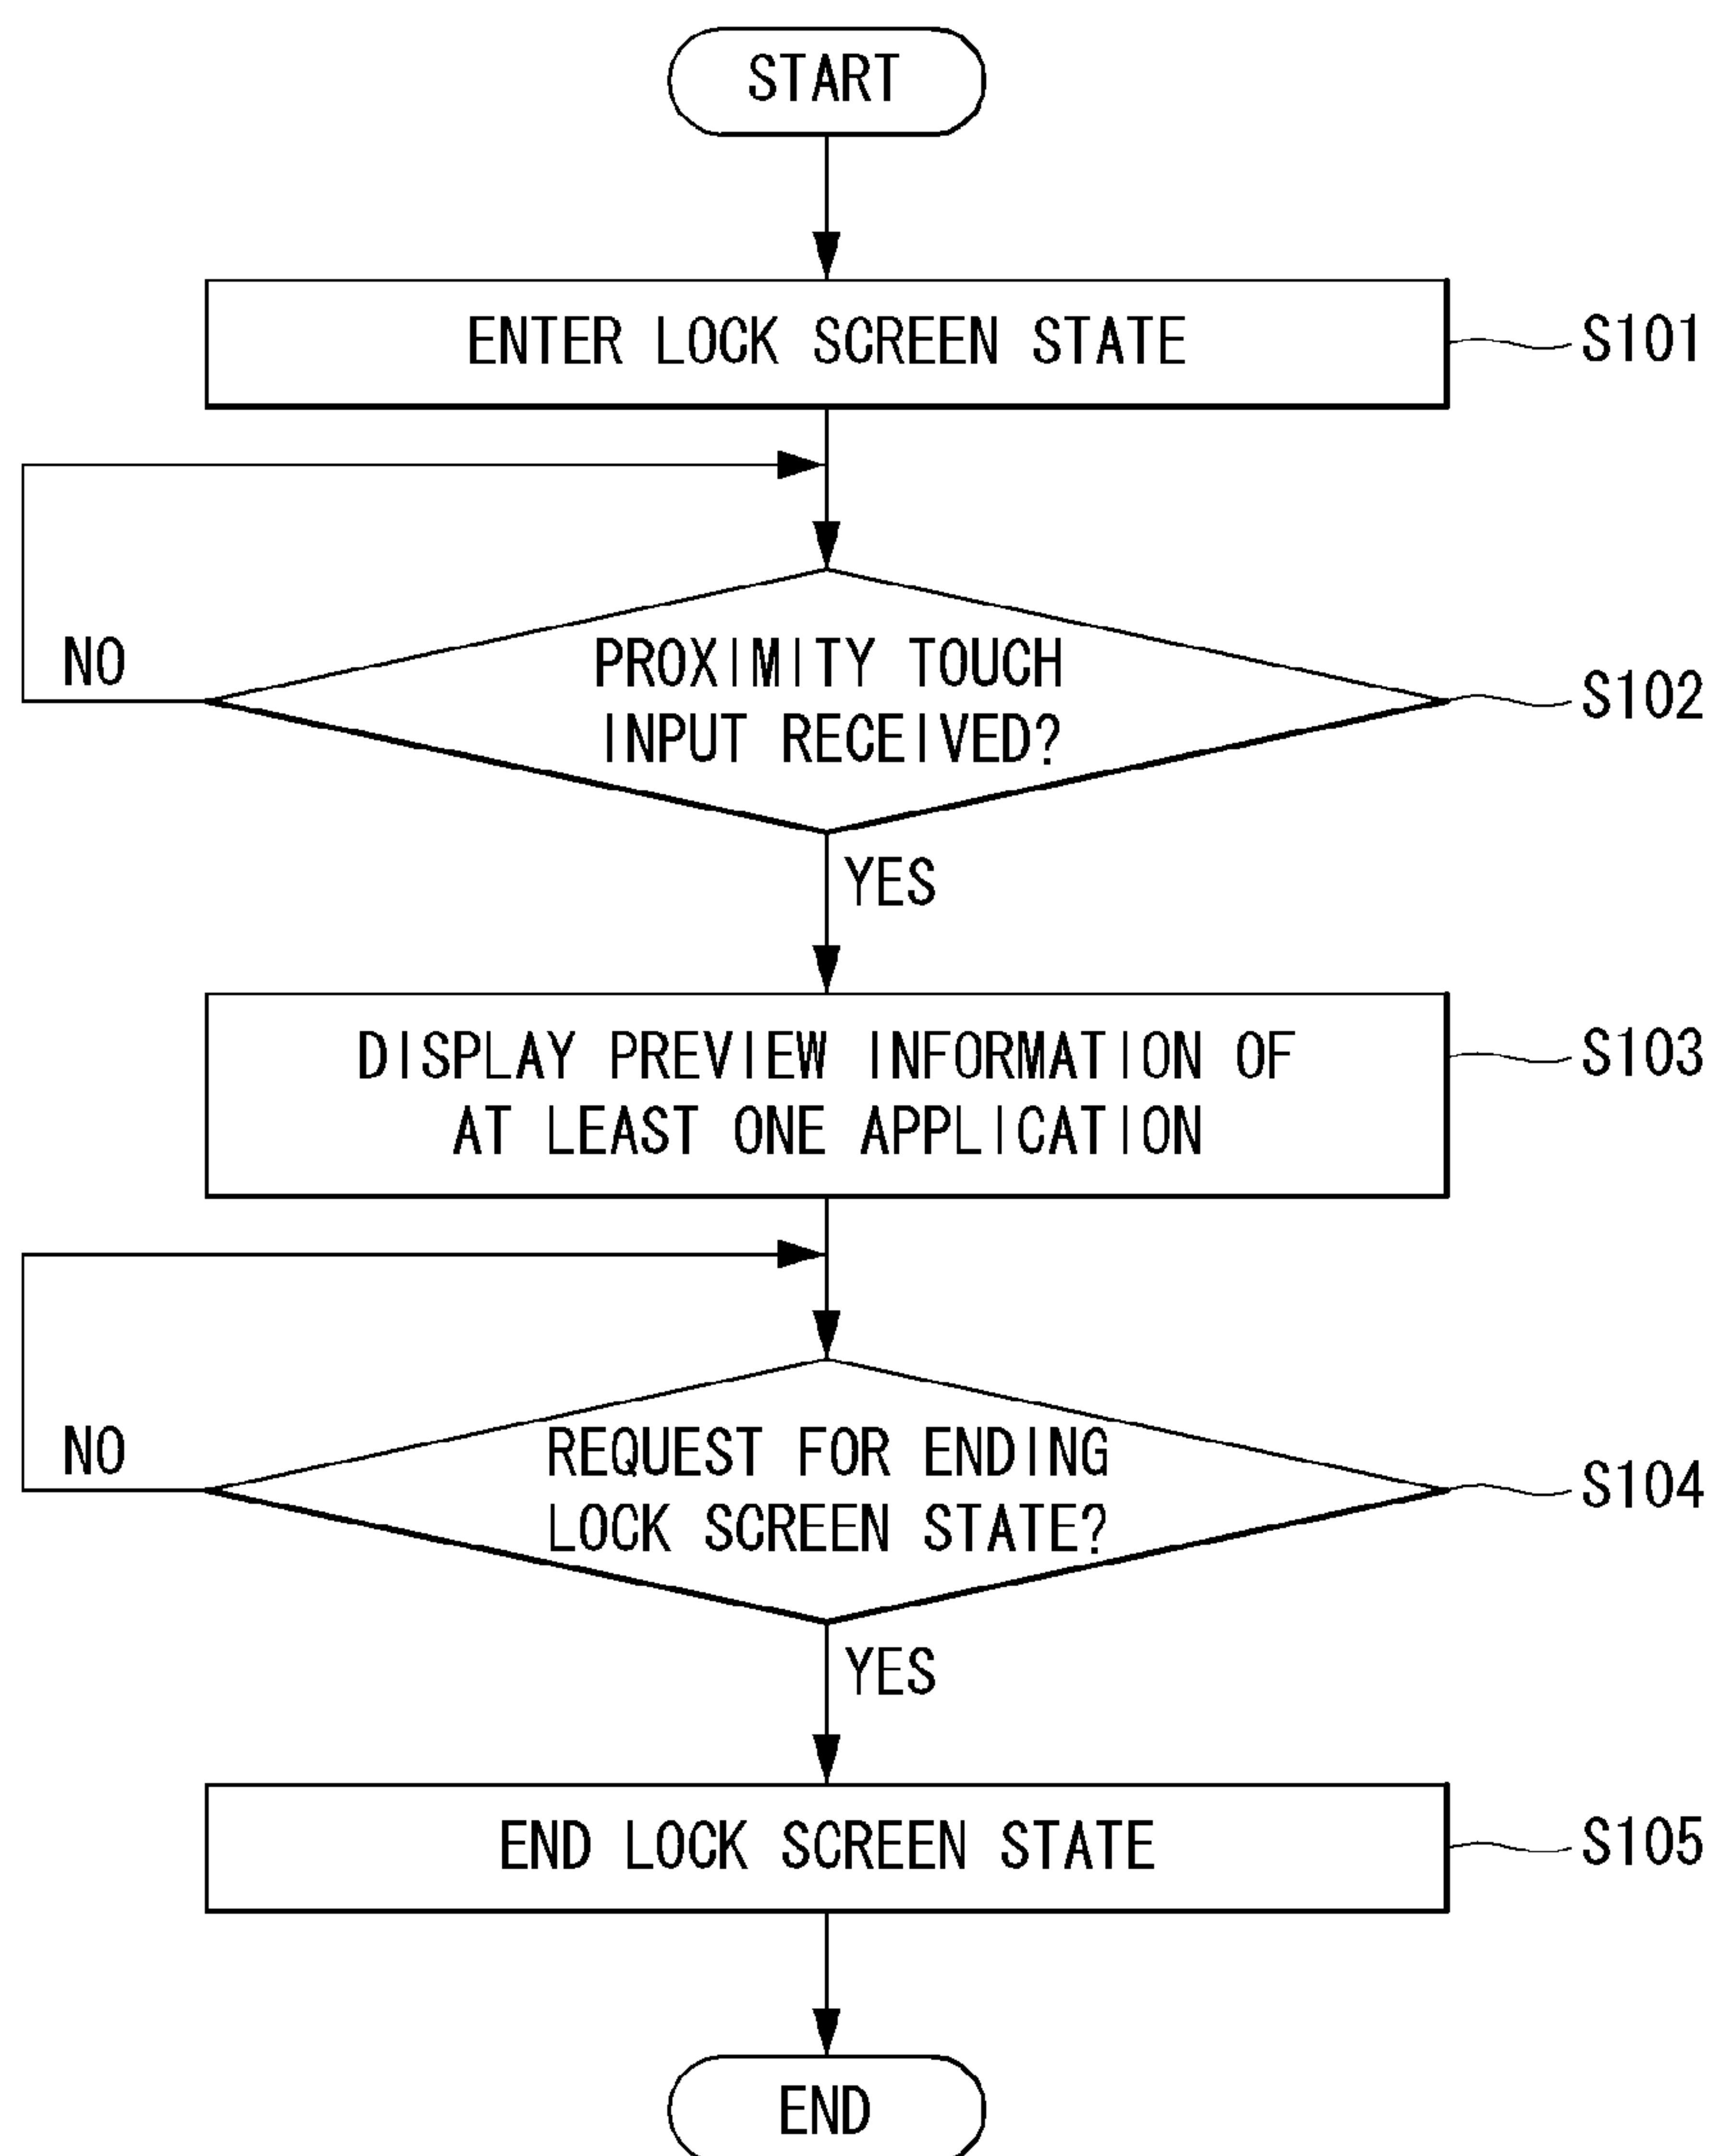 START
ENTER LOCK SCREEN STATE
S101
NO
PROXIMITY TOUCH
INPUT RECEIVED?
S102
YES
DISPLAY PREVIEW INFORMATION OF
AT LEAST ONE APPLICATION
S103
NO
REQUEST FOR ENDING
LOCK SCREEN STATE?
S104
YES
END LOCK SCREEN STATE
S105
END